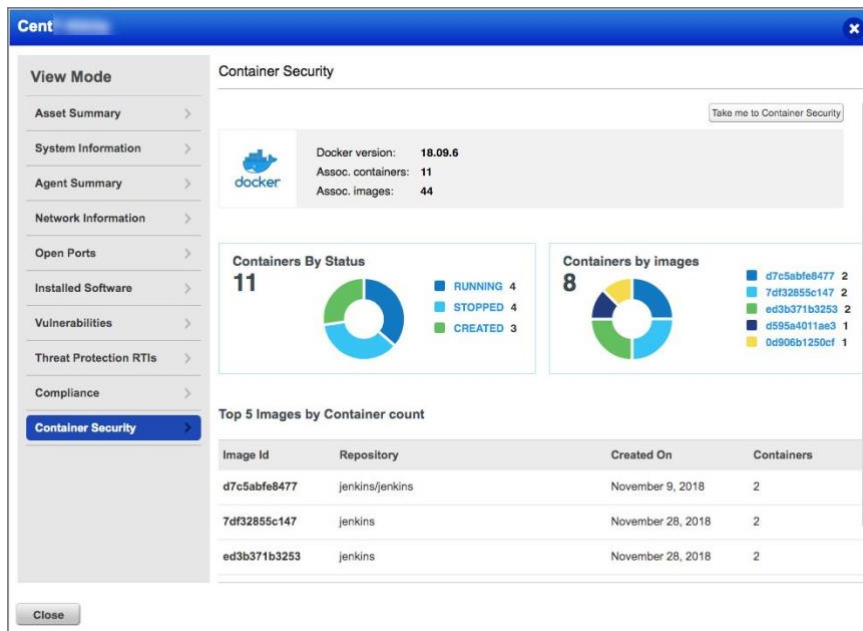 Cent
View Mode
Asset Summary
System Information
Agent Summary
Network Information
Open Ports
Installed Software
Vulnerabilities
Threat Protection RTIs
Compliance
Container Security
Container Security
Take me to Container Security
docker
Docker version: 18.09.6
Assoc. containers: 11
Assoc. images: 44
Containers By Status
11
RUNNING 4
STOPPED 4
CREATED 3
Containers by images
8
d7c5abfe8477 2
7df32855c147 2
ed3b371b3253 2
d595a4011ae3 1
0d906b1250cf 1
Top 5 Images by Container count
Image Id Repository Created On Containers
d7c5abfe8477 jenkins/jenkins November 9, 2018 2
7df32855c147 jenkins November 28, 2018 2
ed3b371b3253 jenkins November 28, 2018 2
Close